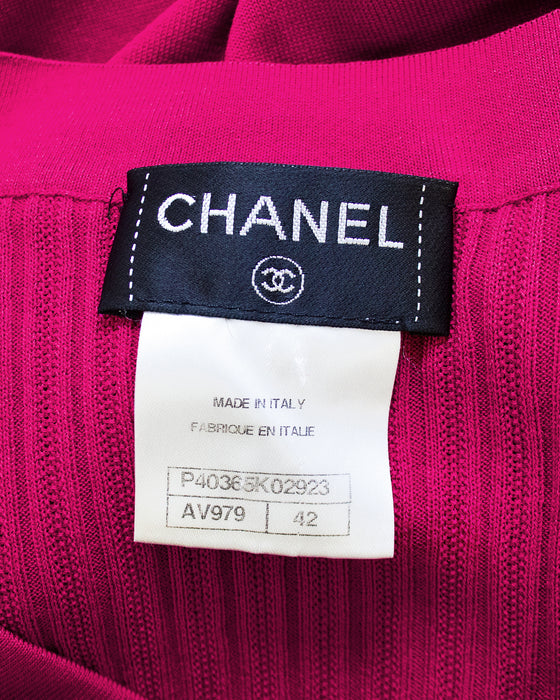 CHANEL
MADE IN ITALY
FABRIQUE EN ITALIE
P40365K02923
AV979 42